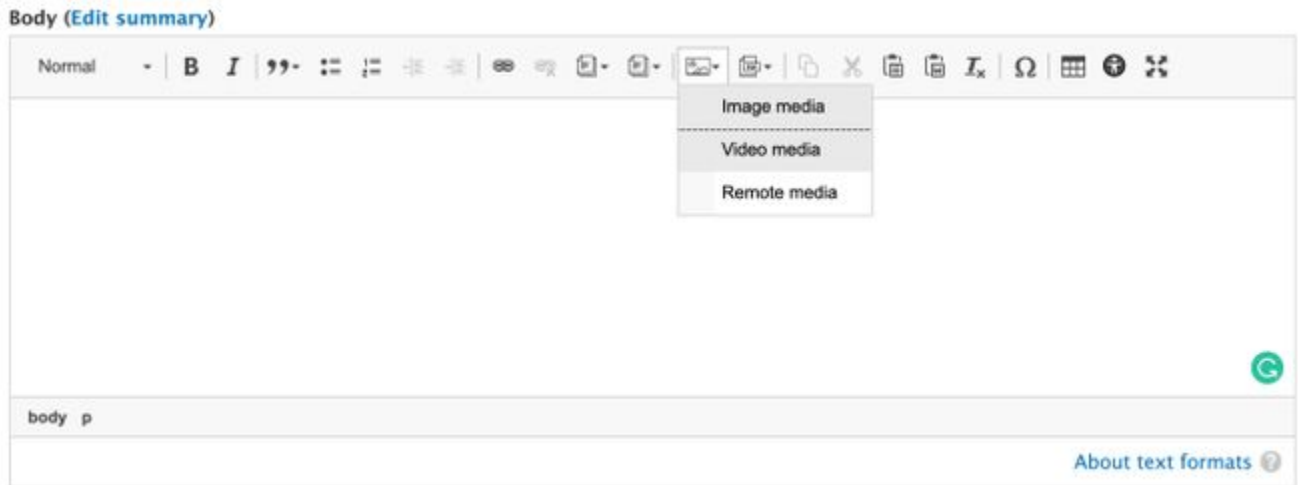 Body (Edit summary)
Normal B I Ω
Image media
Video media
Remote media
body p
About text formats ?